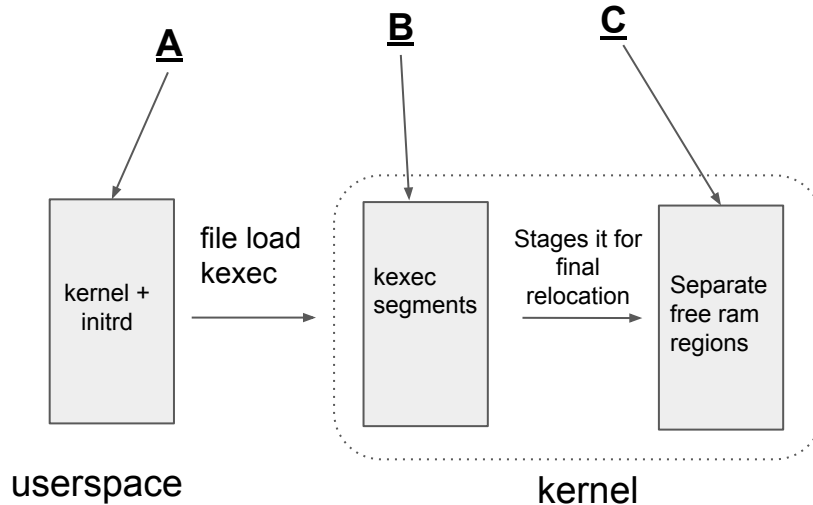 A
B
C
kernel +
initrd
file load
kexec
kexec
segments
Stages it for
final
relocation
Separate
free ram
regions
userspace
kernel